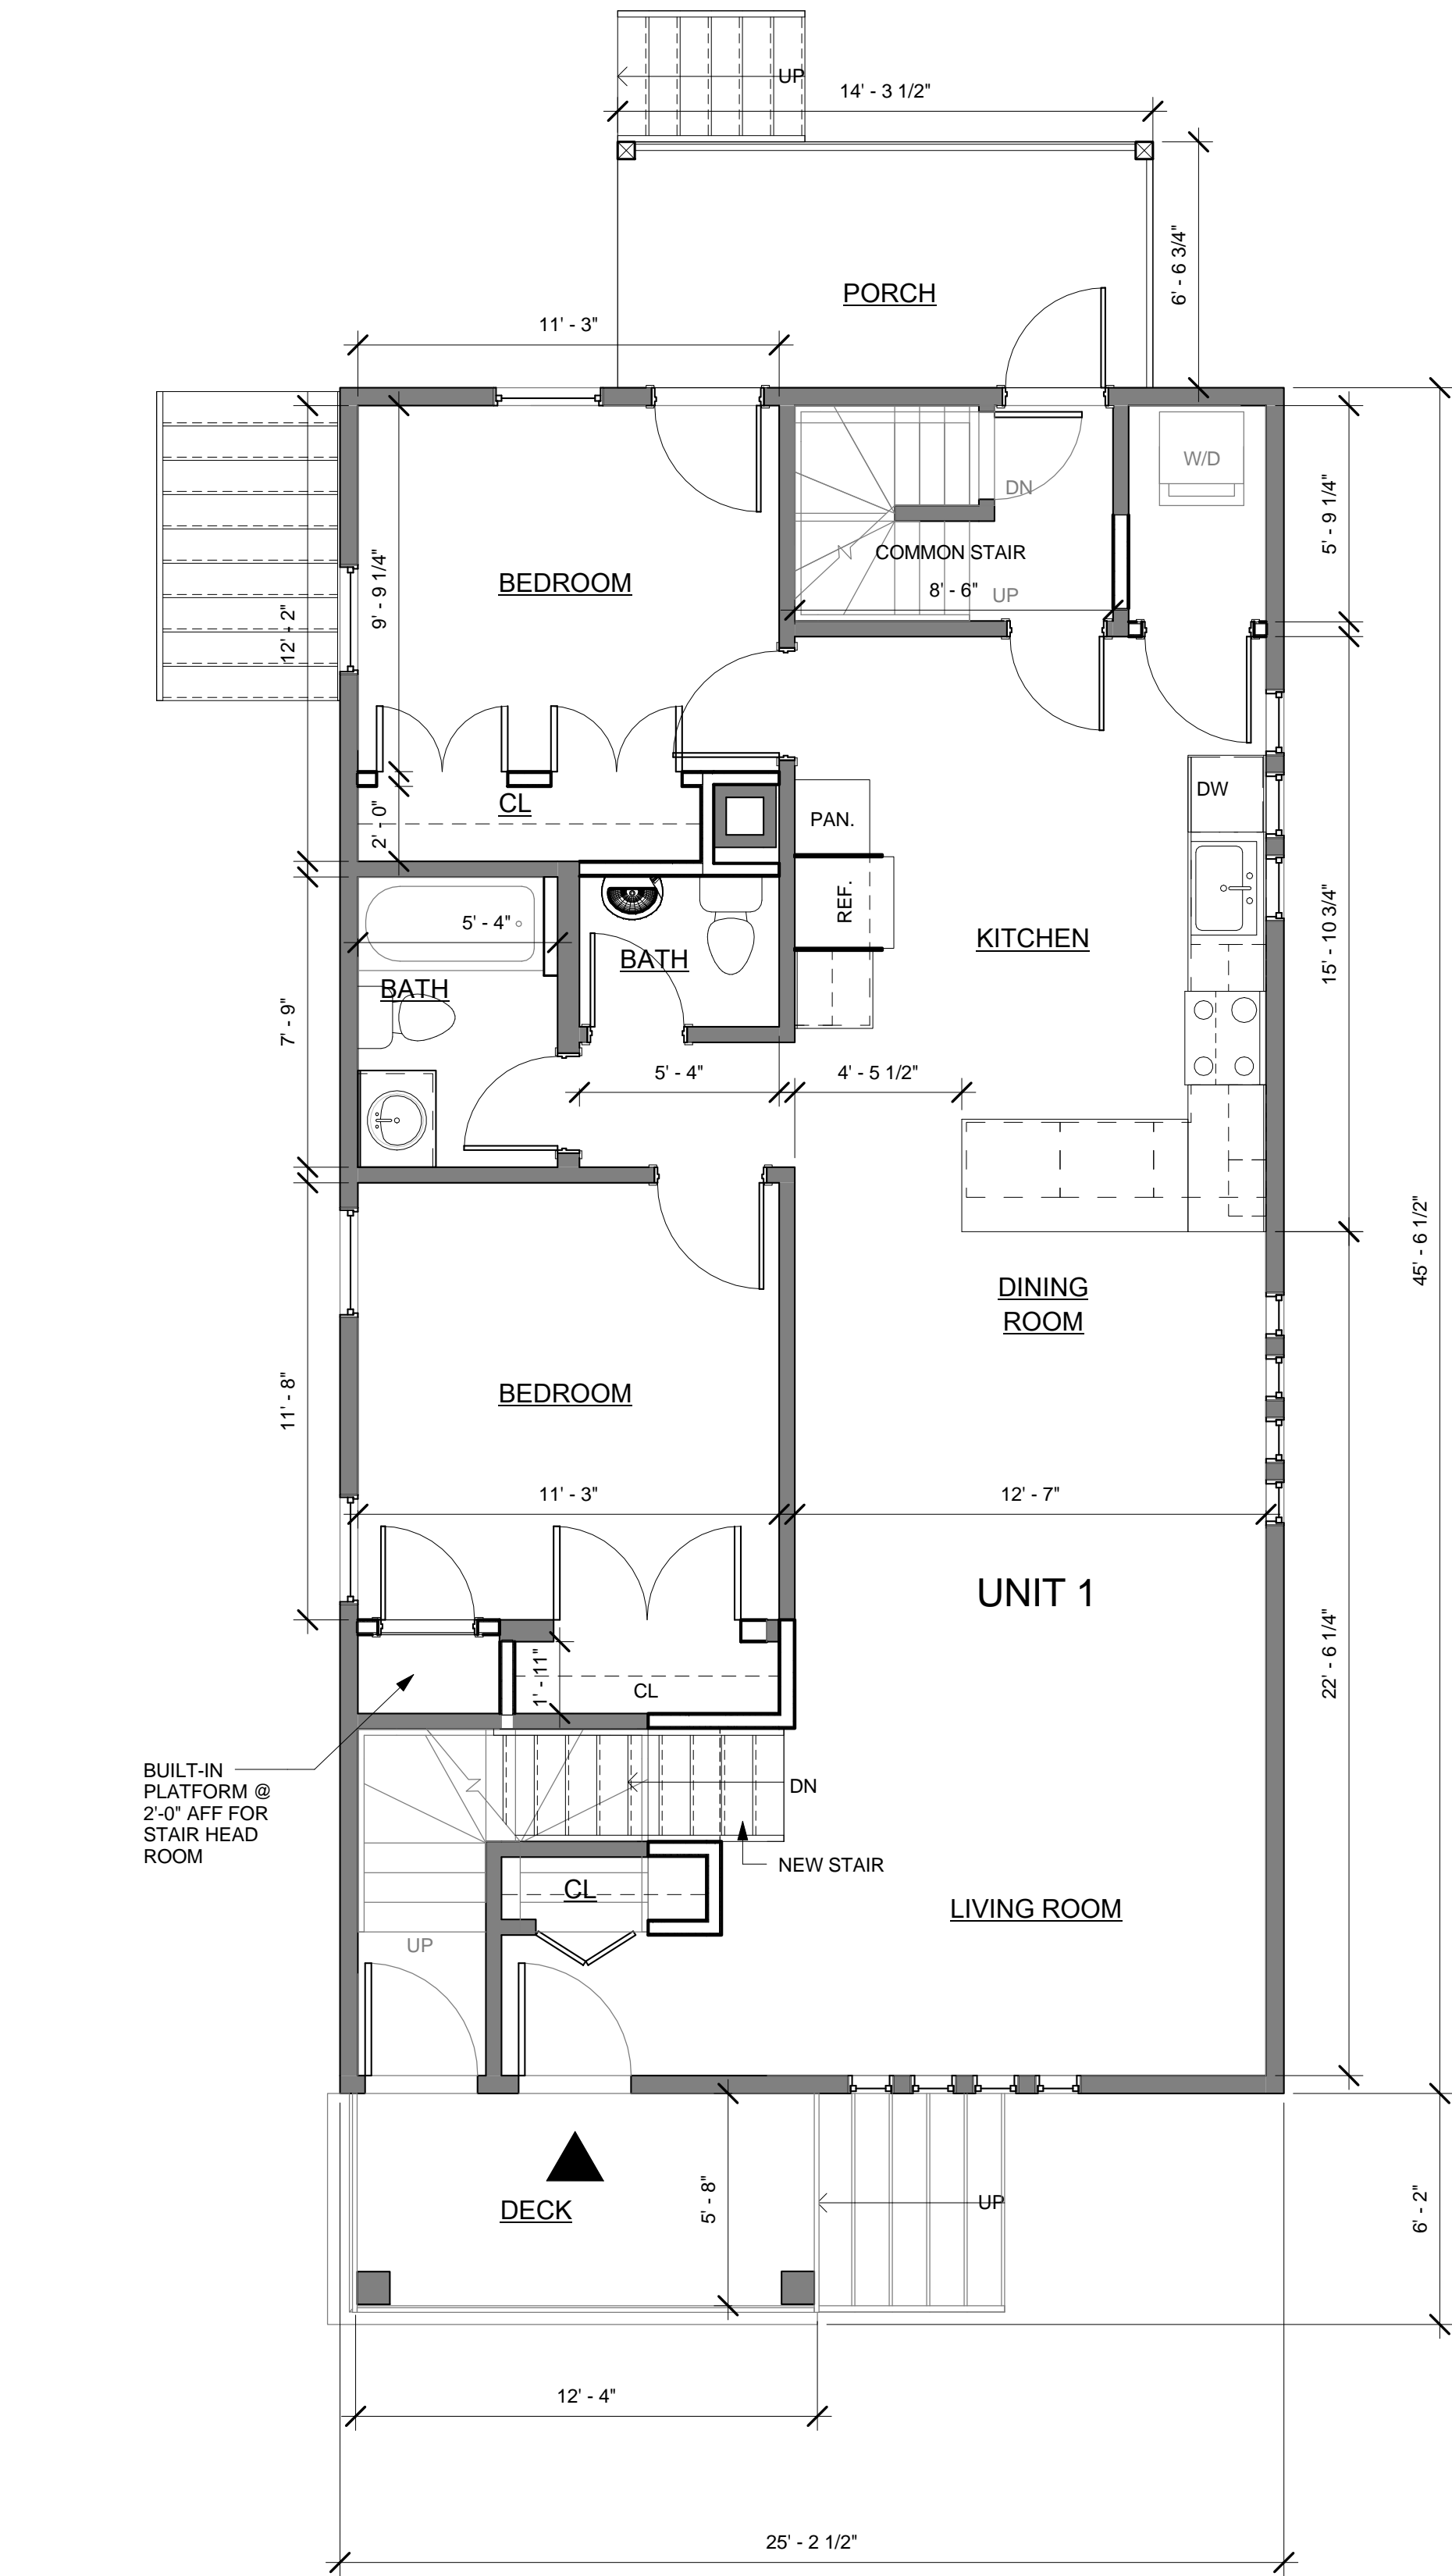 UP
14' - 3 1/2"
6' - 6 3/4"
PORCH
11' - 3"
W/D
DN
5' - 9 1/4"
COMMON STAIR
9' - 9 1/4"
BEDROOM
8' - 6"
UP
12' - 2"
DW
CL
2' - 0"
PAN.
REF.
5' - 4"
KITCHEN
15' - 10 3/4"
BATH
BATH
7' - 9"
5' - 4"
4' - 5 1/2"
45' - 6 1/2"
DINING
ROOM
BEDROOM
11' - 8"
11' - 3"
12' - 7"
UNIT 1
22' - 6 1/4"
1' - 11"
CL
BUILT-IN
PLATFORM @
2'-0" AFF FOR
STAIR HEAD
ROOM
DN
NEW STAIR
CL
LIVING ROOM
UP
5' - 8"
UP
DECK
6' - 2"
12' - 4"
25' - 2 1/2"